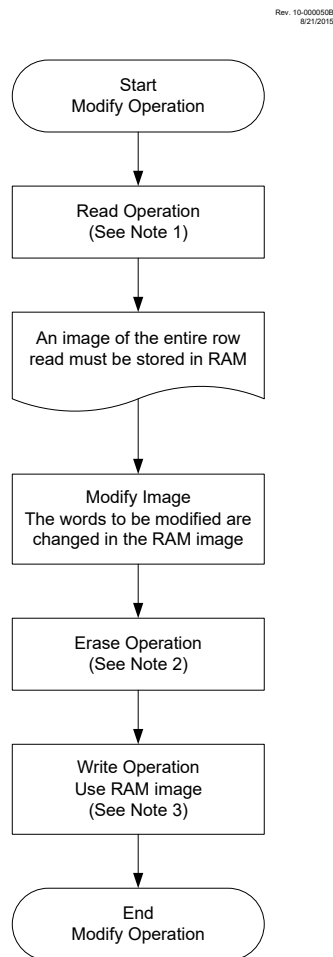 Rev. 10-000050B
8/21/2015
Start
Modify Operation
Read Operation
(See Note 1)
An image of the entire row
read must be stored in RAM
Modify Image
The words to be modified are
changed in the RAM image
Erase Operation
(See Note 2)
Write Operation
Use RAM image
(See Note 3)
End
Modify Operation